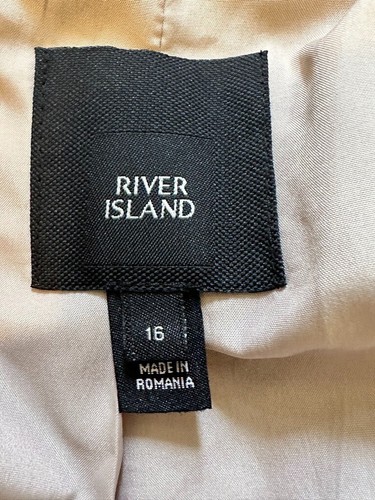 RIVER
ISLAND
16
MADE IN
ROMANIA